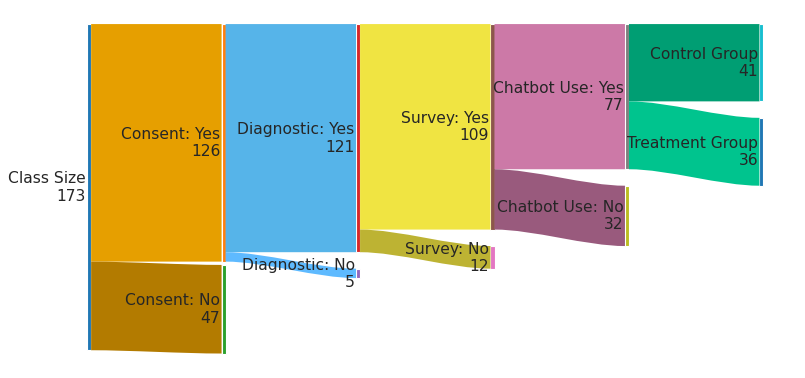 Class Size
173
Consent: Yes
126
Consent: No
47
Diagnostic: Yes
121
Diagnostic: No
5
Survey: Yes
109
Survey: No
12
Chatbot Use: Yes
77
Chatbot Use: No
32
Control Group
41
Treatment Group
36